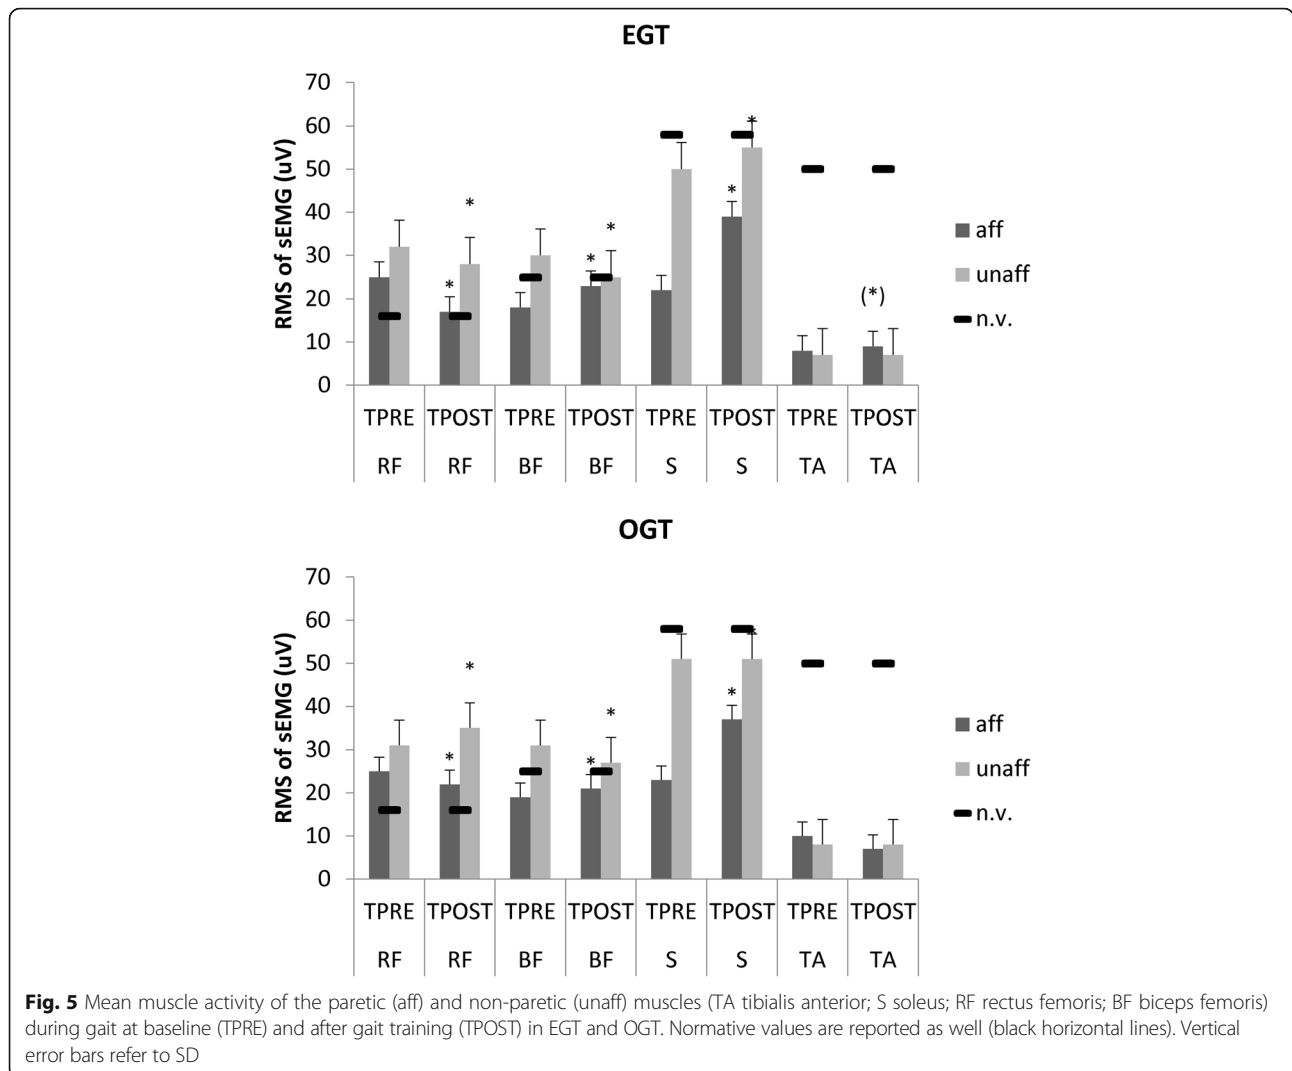 EGT
RMS of sEMG (uV)
70
60
50
40
30
20
10
0
* * * * * * (*)
TPRE TPOST TPRE TPOST TPRE TPOST TPRE TPOST
RF RF BF BF S S TA TA
aff
unaff
n.v.
OGT
RMS of sEMG (uV)
70
60
50
40
30
20
10
0
* * * * * *
TPRE TPOST TPRE TPOST TPRE TPOST TPRE TPOST
RF RF BF BF S S TA TA
aff
unaff
n.v.
Fig. 5 Mean muscle activity of the paretic (aff) and non-paretic (unaff) muscles (TA tibialis anterior; S soleus; RF rectus femoris; BF biceps femoris)
during gait at baseline (TPRE) and after gait training (TPOST) in EGT and OGT. Normative values are reported as well (black horizontal lines). Vertical
error bars refer to SD